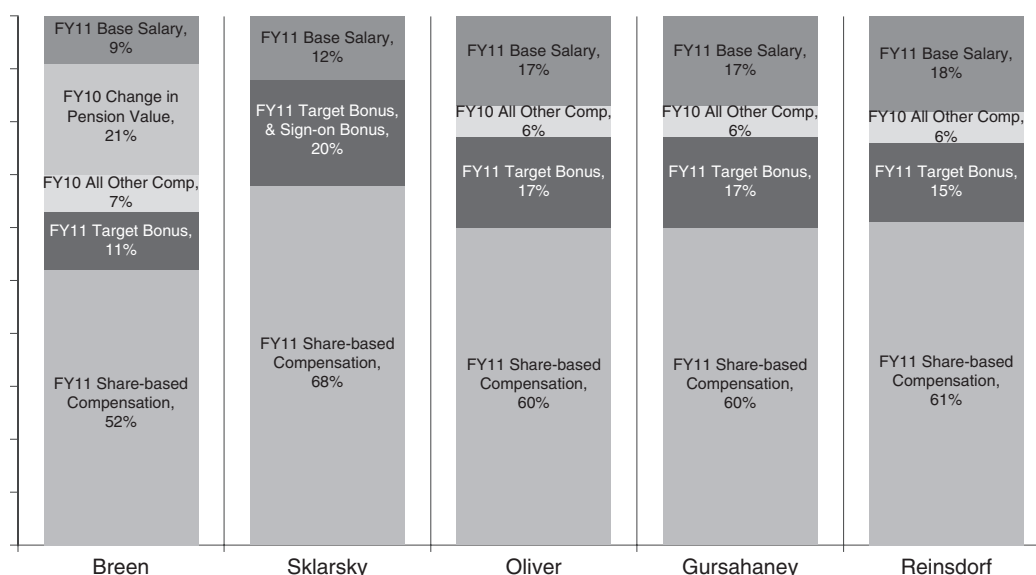 FY11 Base Salary,
9%
FY10 Change in
Pension Value,
21%
FY10 All Other Comp,
7%
FY11 Target Bonus,
11%
FY11 Share-based
Compensation,
52%
FY11 Base Salary,
12%
FY11 Target Bonus,
& Sign-on Bonus,
20%
FY11 Share-based
Compensation,
68%
FY11 Base Salary,
17%
FY10 All Other Comp,
6%
FY11 Target Bonus,
17%
FY11 Share-based
Compensation,
60%
FY11 Base Salary,
17%
FY10 All Other Comp,
6%
FY11 Target Bonus,
17%
FY11 Share-based
Compensation,
60%
FY11 Base Salary,
18%
FY10 All Other Comp,
6%
FY11 Target Bonus,
15%
FY11 Share-based
Compensation,
61%
Breen Sklarsky Oliver Gursahaney Reinsdorf